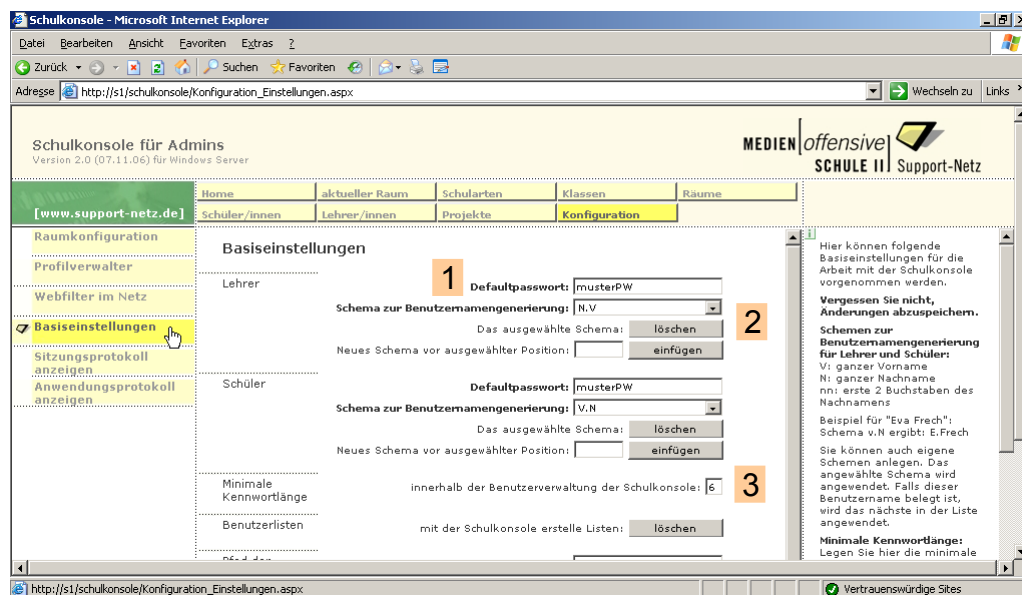 Schulkonsole - Microsoft Internet Explorer
Datei Bearbeiten Ansicht Favoriten Extras ?
Zurück Suchen Favoriten
Adresse http://s1/schulkonsole/Konfiguration_Einstellungen.aspx Wechseln zu Links
Schulkonsole für Admins
Version 2.0 (07.11.06) für Windows Server
MEDIEN offensive
SCHULE II Support-Netz
[www.support-netz.de]
Home aktueller Raum Schularten Klassen Räume
Schüler/innen Lehrer/innen Projekte Konfiguration
Raumkonfiguration
Profilverwalter
Webfilter im Netz
Basiseinstellungen
Sitzungsprotokoll
anzeigen
Anwendungsprotokoll
anzeigen
Basiseinstellungen
Lehrer
1
Defaultpasswort: musterPW
Schema zur Benutzernamengenerierung: N.V
2
Das ausgewählte Schema: löschen
Neues Schema vor ausgewählter Position: einfügen
Schüler
Defaultpasswort: musterPW
Schema zur Benutzernamengenerierung: V.N
Das ausgewählte Schema: löschen
Neues Schema vor ausgewählter Position: einfügen
Minimale
Kennwortlänge
innerhalb der Benutzerverwaltung der Schulkonsole: 6
3
Benutzerlisten
mit der Schulkonsole erstelle Listen: löschen
Hier können folgende
Basiseinstellungen für die
Arbeit mit der Schulkonsole
vorgenommen werden.
Vergessen Sie nicht,
Änderungen abzuspeichern.
Schemen zur
Benutzernamengenerierung
für Lehrer und Schüler:
V: ganzer Vorname
N: ganzer Nachname
nn: erste 2 Buchstaben des
Nachnamens
Beispiel für "Eva Frech":
Schema v.N ergibt: E.Frech
Sie können auch eigene
Schemen anlegen. Das
angewählte Schema wird
angewendet. Falls dieser
Benutzername belegt ist,
wird das nächste in der Liste
angewendet.
Minimale Kennwortlänge:
Legen Sie hier die minimale
http://s1/schulkonsole/Konfiguration_Einstellungen.aspx
Vertrauenswürdige Sites